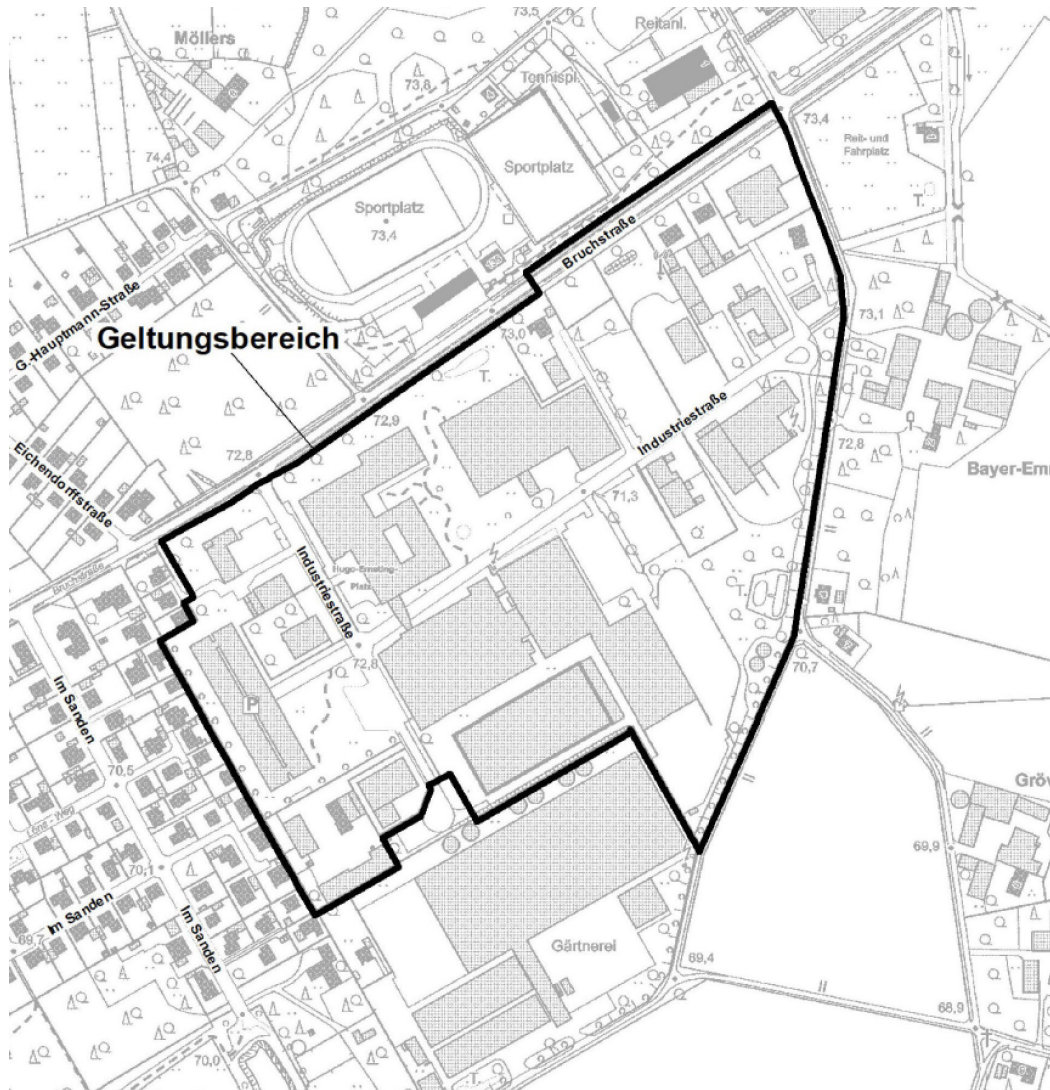 Möllers
73,5
Reitanl.
Tennispl.
73,8
73,4
Reit- und
Fahrplatz
74,4
Sportplatz
Sportplatz
73,4
T.
Bruchstraße
G.-Hauptmann-Straße
Geltungsbereich
73,0
73,1
T.
72,9
Industriestraße
72,8
72,8
Eichendorffstraße
Bayer-Em
71,3
Industriestraße
Hugo-Ernsting-
Platz
Bruchstraße
T.
72,8
70,7
Im Sanden
P
70,5
Gröv
Löns-Weg
69,9
70,1
Im Sanden
Im Sanden
69,7
Gärtnerei
69,4
68,9
70,0
T.